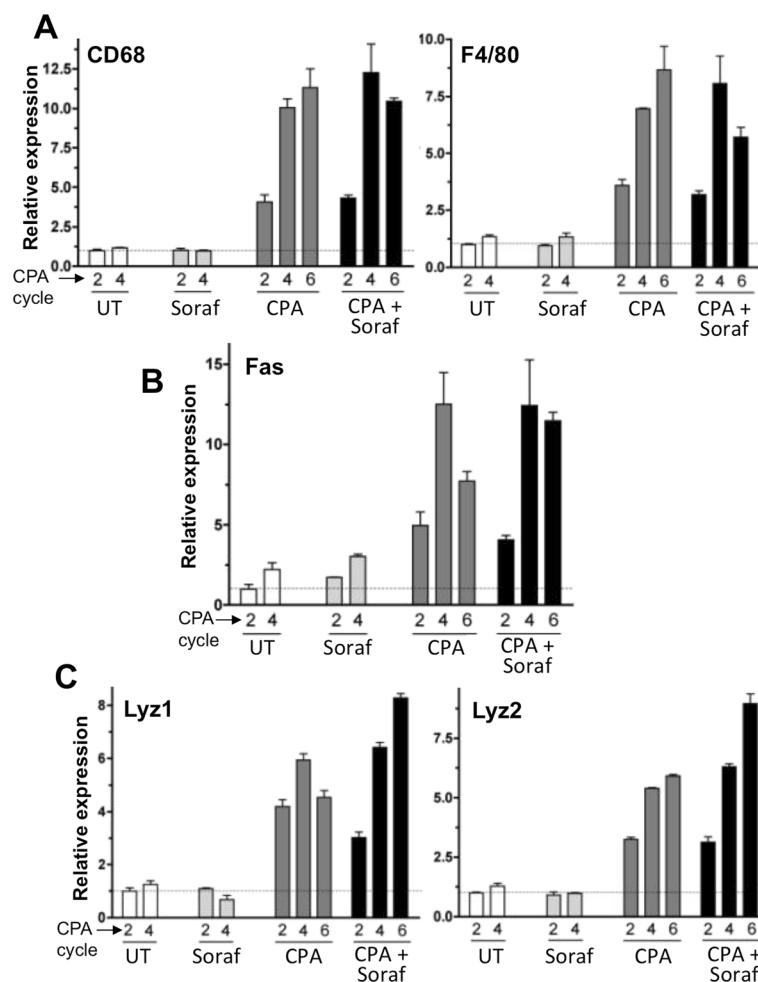 A
CD68
F4/80
Relative expression
12.5
10.0
7.5
5.0
2.5
0.0
10.0
7.5
5.0
2.5
0.0
CPA cycle
2 4 2 4 2 4 6 2 4 6
2 4 2 4 2 4 6 2 4 6
UT Soraf CPA CPA + Soraf
UT Soraf CPA CPA + Soraf
B
Fas
Relative expression
15
10
5
0
CPA cycle
2 4 2 4 2 4 6 2 4 6
UT Soraf CPA CPA + Soraf
C
Lyz1
Lyz2
Relative expression
8
6
4
2
0
7.5
5.0
2.5
0.0
CPA cycle
2 4 2 4 2 4 6 2 4 6
2 4 2 4 2 4 6 2 4 6
UT Soraf CPA CPA + Soraf
UT Soraf CPA CPA + Soraf